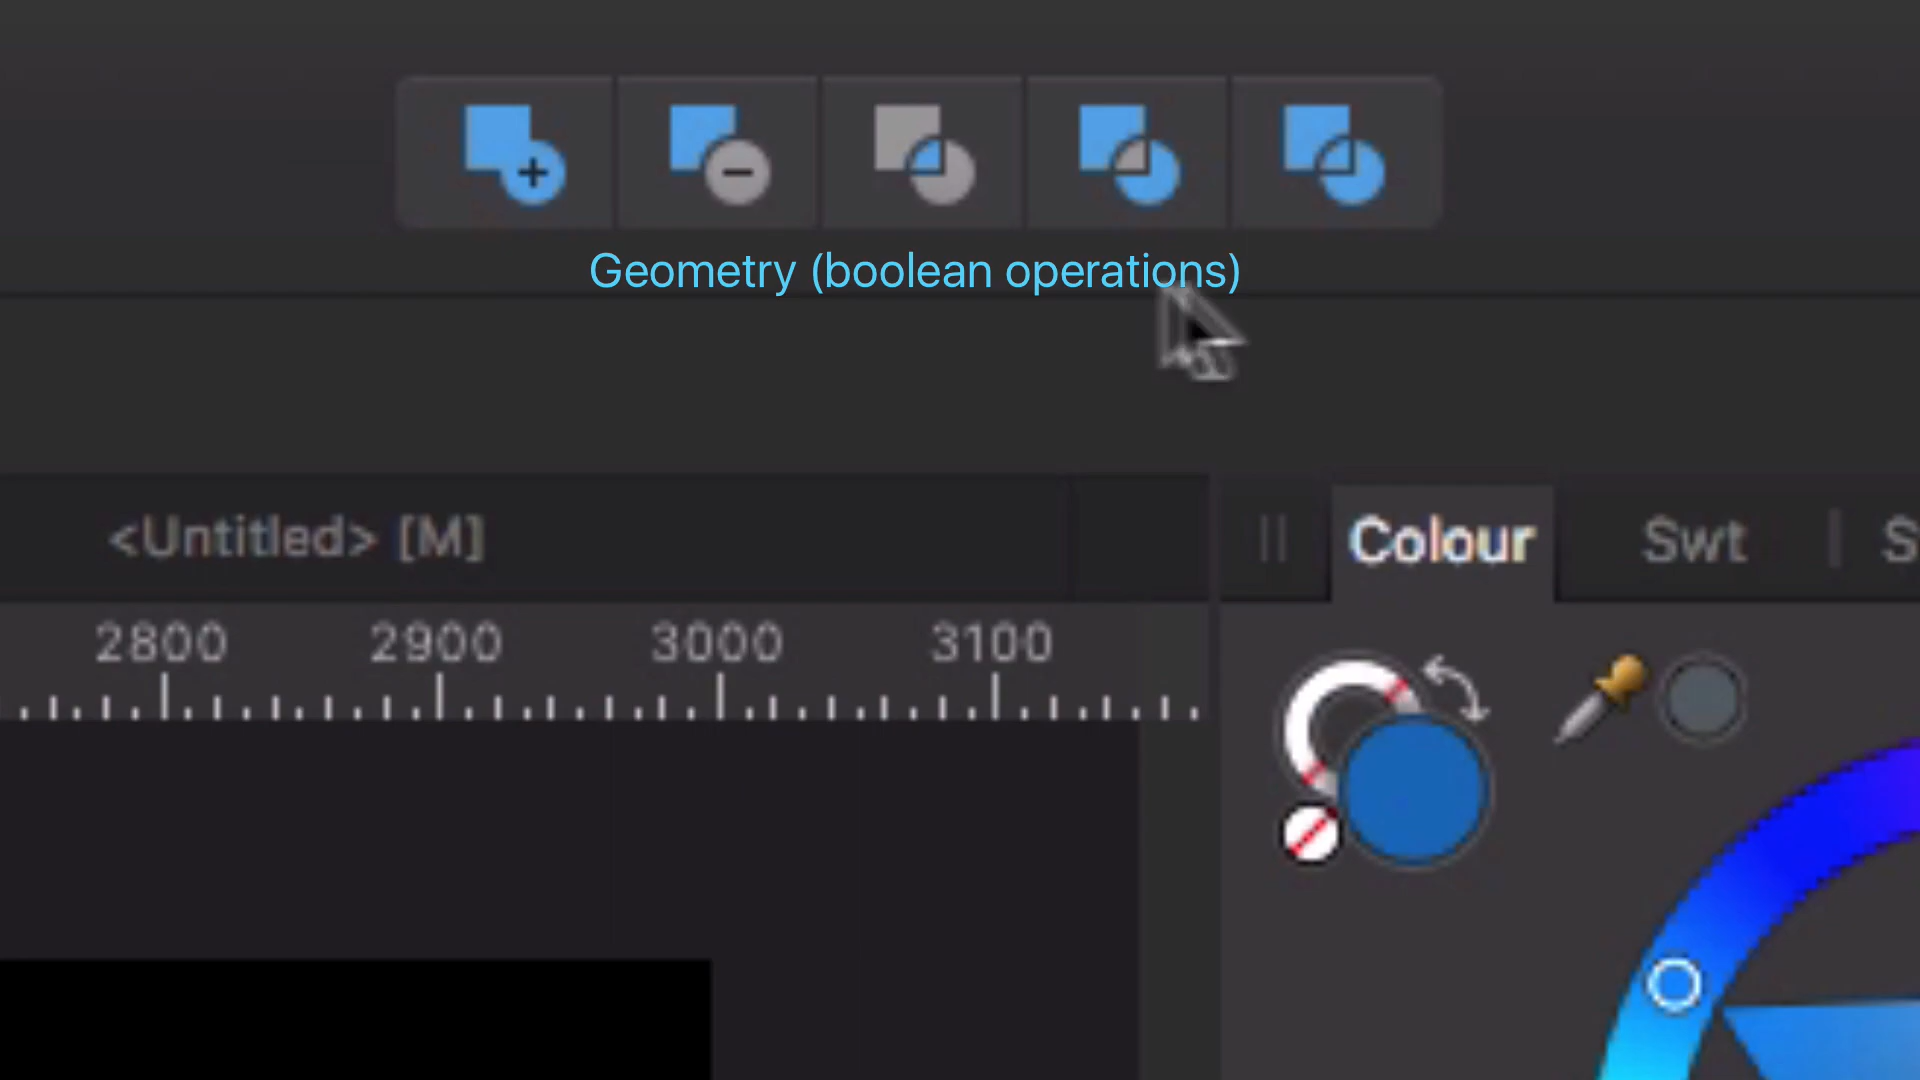 Geometry (boolean operations)
<Untitled> [M]
Colour
Swt
2800 2900 3000 3100